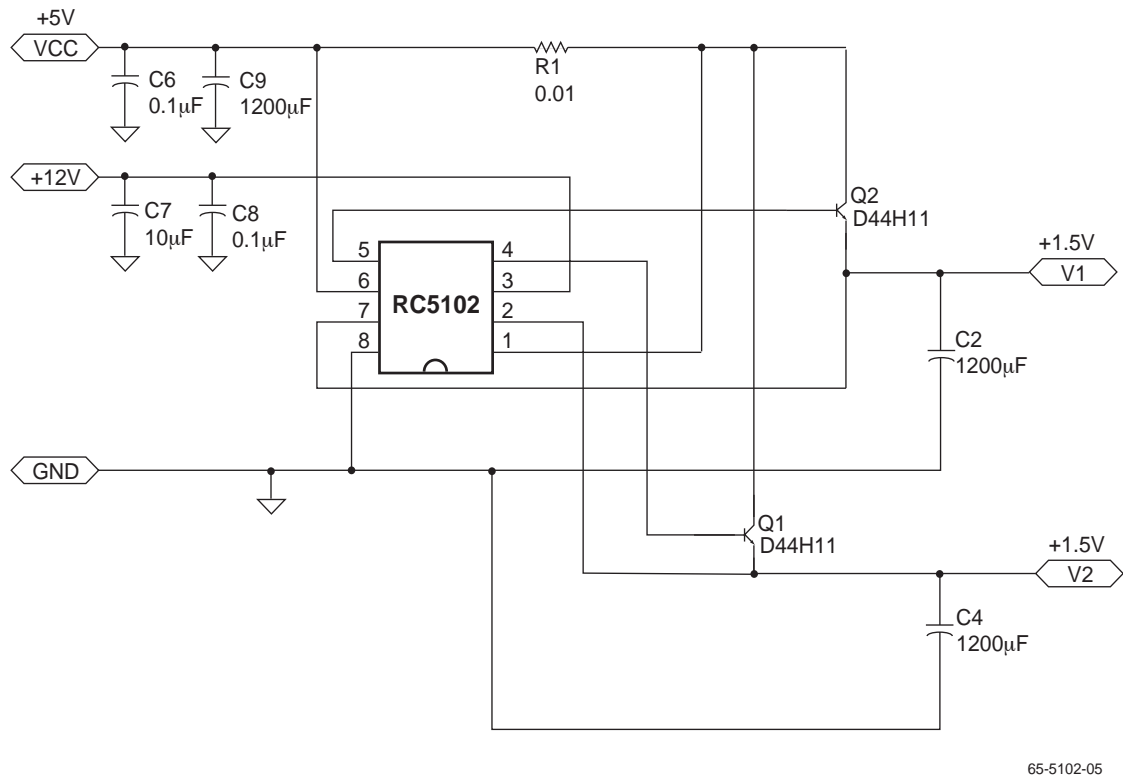 +5V
VCC
C6
0.1µF
C9
1200µF
R1
0.01
+12V
C7
10µF
C8
0.1µF
Q2
D44H11
5
6
7
8
RC5102
4
3
2
1
+1.5V
V1
C2
1200µF
GND
Q1
D44H11
+1.5V
V2
C4
1200µF
65-5102-05